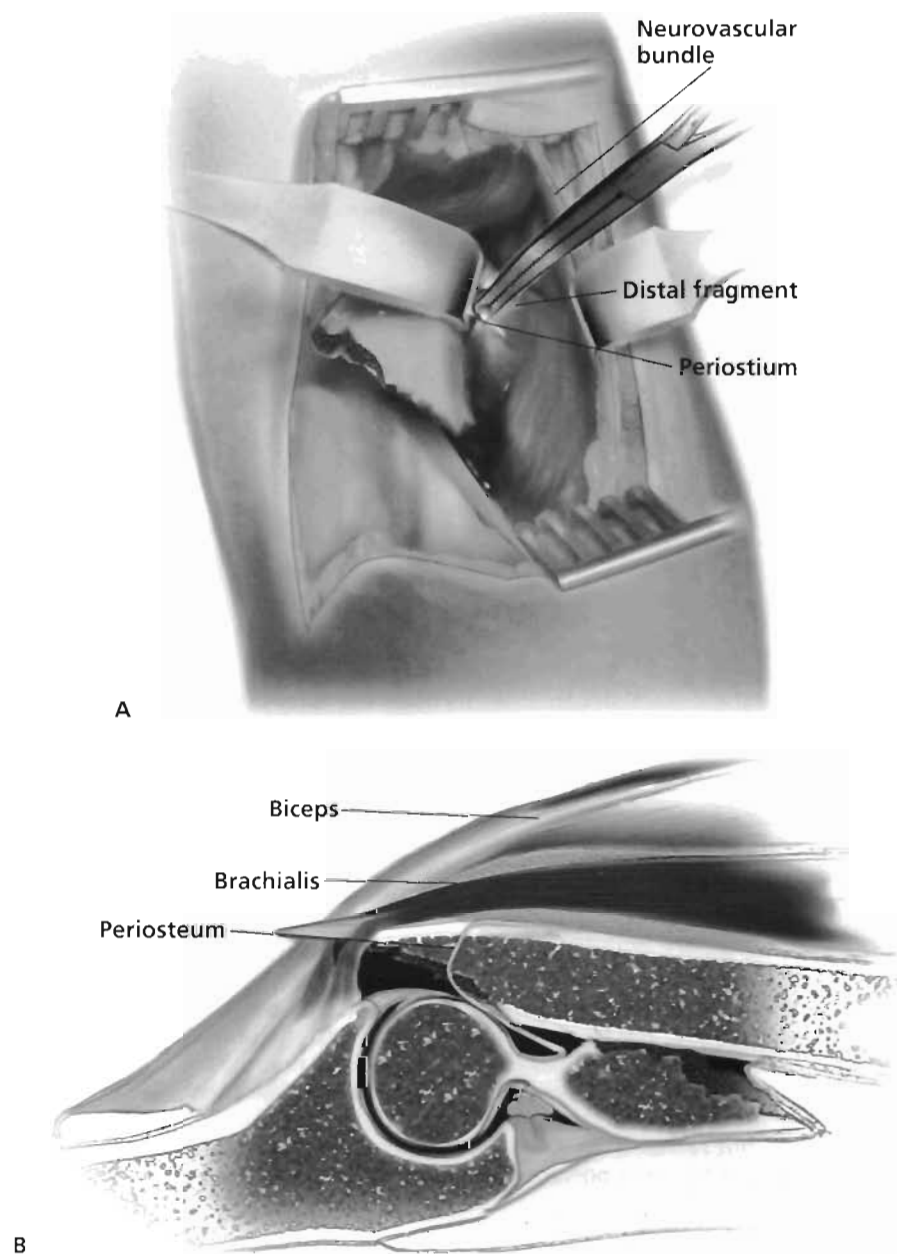 Neurovascular
bundle
Distal fragment
Periostium
A
Biceps
Brachialis
Periosteum
B